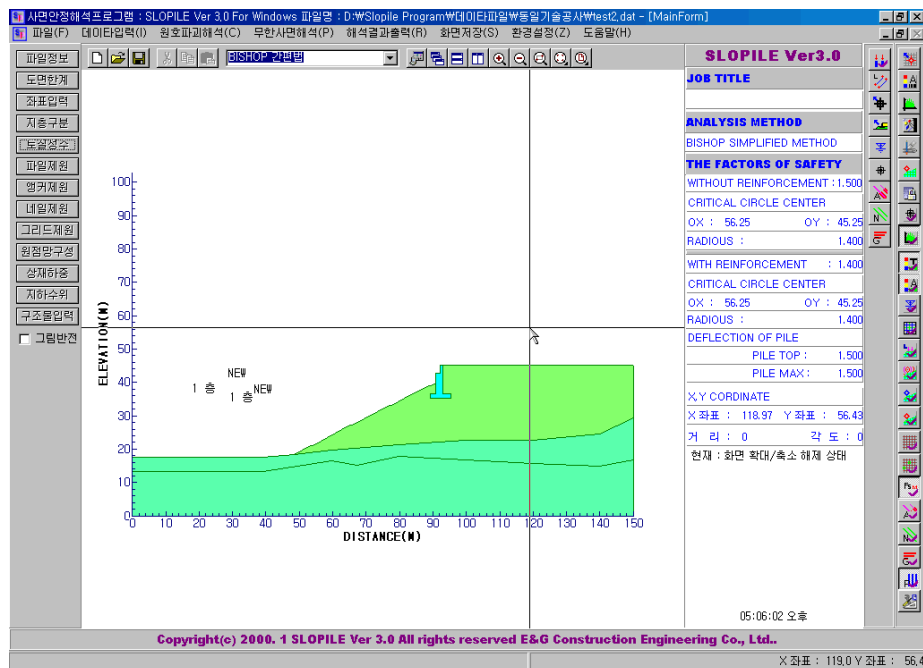 사면안정해석프로그램 : SLOPILE Ver 3.0 For Windows 파일명 : D:₩Slopile Program₩데이타파일₩동일기술공사₩test2.dat - [MainForm]
파일(F) 데이타입력(I) 원호파괴해석(C) 무한사면해석(L) 해석결과출력(R) 화면저장(S) 환경설정(Z) 도움말(H)
파일정보
도면한계
좌표입력
지층구분
토질상수
파일제원
앵커제원
네일제원
그리드제원
원점망구성
상재하중
지하수위
구조물입력
그림반전
BISHOP 간편법
ELEVATION(M)
100
90
80
70
60
50
40
30
20
10
0
NEW
1 층
NEW
1 층
0 10 20 30 40 50 60 70 80 90 100 110 120 130 140 150
DISTANCE(M)
SLOPILE Ver3.0
JOB TITLE
ANALYSIS METHOD
BISHOP SIMPLIFIED METHOD
THE FACTORS OF SAFETY
WITHOUT REINFORCEMENT : 1.500
CRITICAL CIRCLE CENTER
OX : 56.25 OY : 45.25
RADIOUS : 1.400
WITH REINFORCEMENT : 1.400
CRITICAL CIRCLE CENTER
OX : 56.25 OY : 45.25
RADIOUS : 1.400
DEFLECTION OF PILE
PILE TOP : 1.500
PILE MAX : 1.500
X,Y CORDINATE
X 좌표 : 118.97 Y 좌표 : 56.43
거 리 : 0 각 도 : 0
현재 : 화면 확대/축소 해제 상태
05:06:02 오후
Copyright(c) 2000. 1 SLOPILE Ver 3.0 All rights reserved E&G Construction Engineering Co., Ltd..
X 좌표 : 119.0 Y 좌표 : 56.4